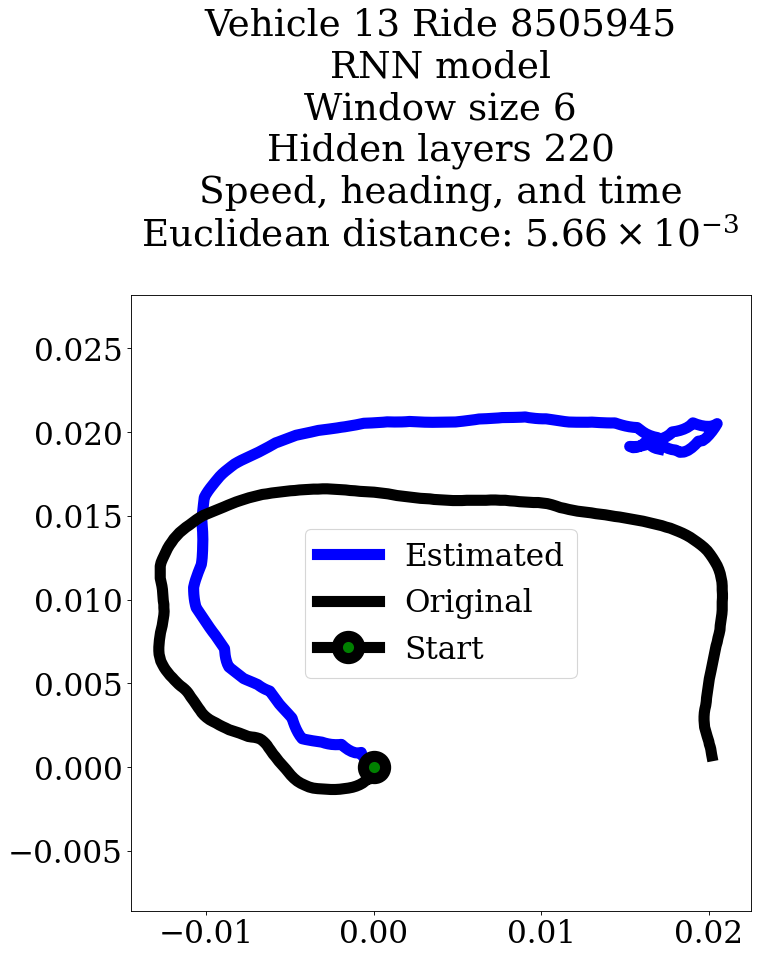 Vehicle 13 Ride 8505945
RNN model
Window size 6
Hidden layers 220
Speed, heading, and time
Euclidean distance: 5.66 × 10⁻³
0.025
0.020
0.015
0.010
0.005
0.000
−0.005
Estimated
Original
Start
−0.01 0.00 0.01 0.02